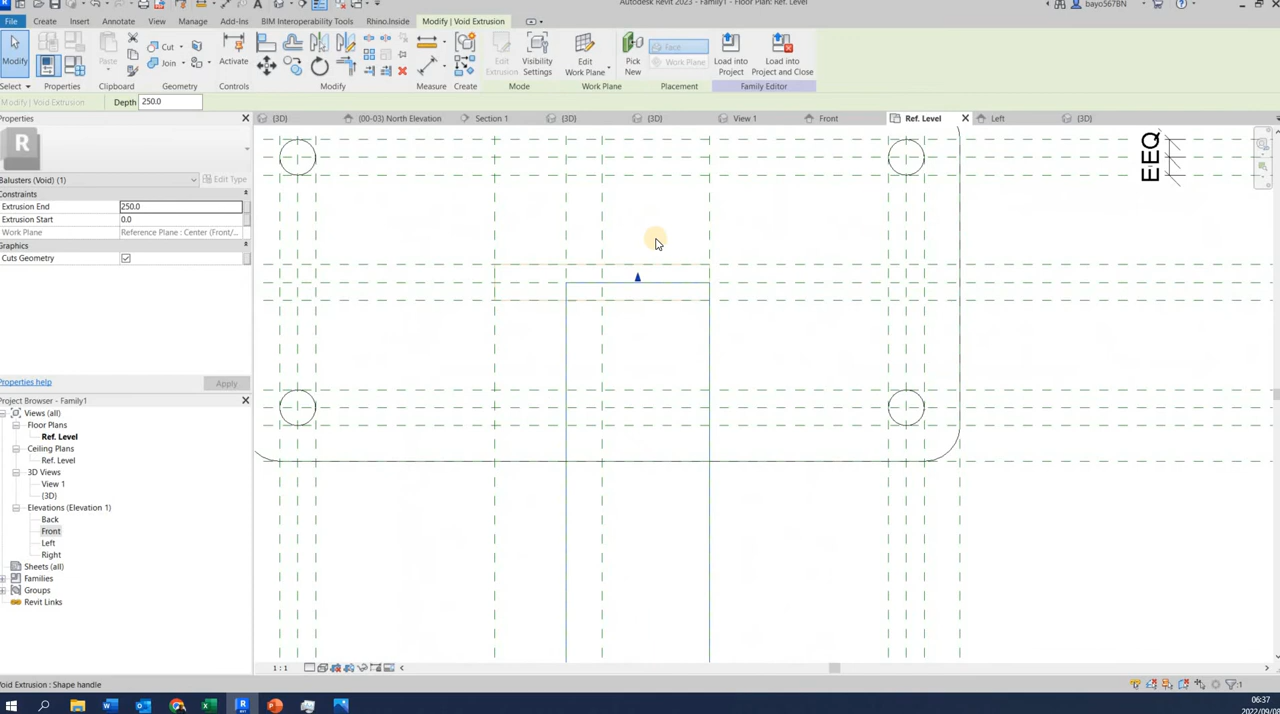 Autodesk Revit 2023 - Family1 - Floor Plan: Ref. Level
bayo567BN
File Create Insert Annotate View Manage Add-Ins BIM Interoperability Tools Rhino.Inside Modify | Void Extrusion
Modify Paste Cut Join Activate Edit Extrusion Visibility Settings Edit Work Plane Pick New Face Work Plane Load into Project Load into Project and Close
Select Properties Clipboard Geometry Controls Modify Measure Create Mode Work Plane Placement Family Editor
Modify | Void Extrusion Depth 250.0
Properties
{3D} (00-03) North Elevation Section 1 {3D} {3D} View 1 Front Ref. Level Left {3D}
R
EEQ
Balusters (Void) (1) Edit Type
Constraints
Extrusion End 250.0
Extrusion Start 0.0
Work Plane Reference Plane : Center (Front/...
Graphics
Cuts Geometry
Properties help Apply
Project Browser - Family1
Views (all)
Floor Plans
Ref. Level
Ceiling Plans
Ref. Level
3D Views
View 1
{3D}
Elevations (Elevation 1)
Back
Front
Left
Right
Sheets (all)
Families
Groups
Revit Links
1 : 1
Void Extrusion : Shape handle
:1
06:37
2022/09/08